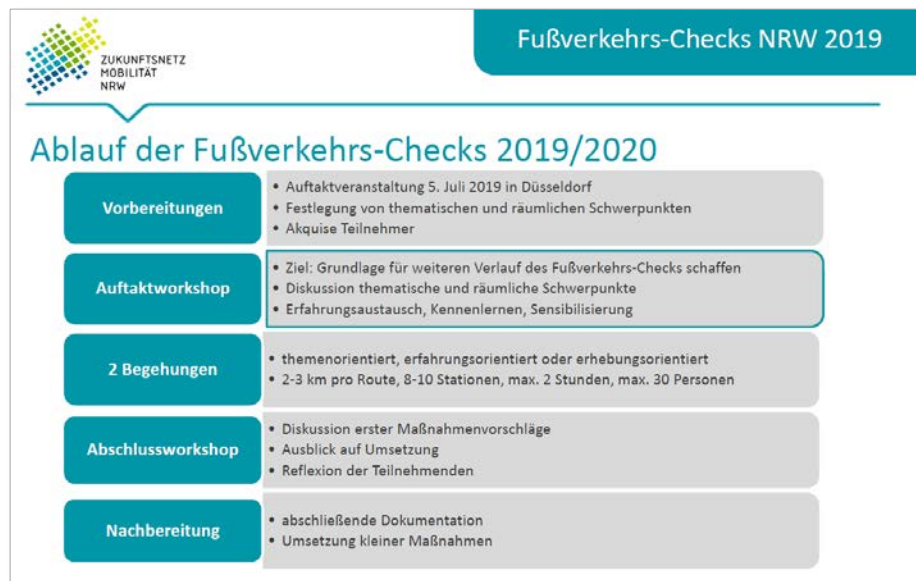 ZUKUNFTSNETZ
MOBILITÄT
NRW
Fußverkehrs-Checks NRW 2019
Ablauf der Fußverkehrs-Checks 2019/2020
Vorbereitungen
• Auftaktveranstaltung 5. Juli 2019 in Düsseldorf
• Festlegung von thematischen und räumlichen Schwerpunkten
• Akquise Teilnehmer
Auftaktworkshop
• Ziel: Grundlage für weiteren Verlauf des Fußverkehrs-Checks schaffen
• Diskussion thematische und räumliche Schwerpunkte
• Erfahrungsaustausch, Kennenlernen, Sensibilisierung
2 Begehungen
• themenorientiert, erfahrungsorientiert oder erhebungsorientiert
• 2-3 km pro Route, 8-10 Stationen, max. 2 Stunden, max. 30 Personen
Abschlussworkshop
• Diskussion erster Maßnahmenvorschläge
• Ausblick auf Umsetzung
• Reflexion der Teilnehmenden
Nachbereitung
• abschließende Dokumentation
• Umsetzung kleiner Maßnahmen